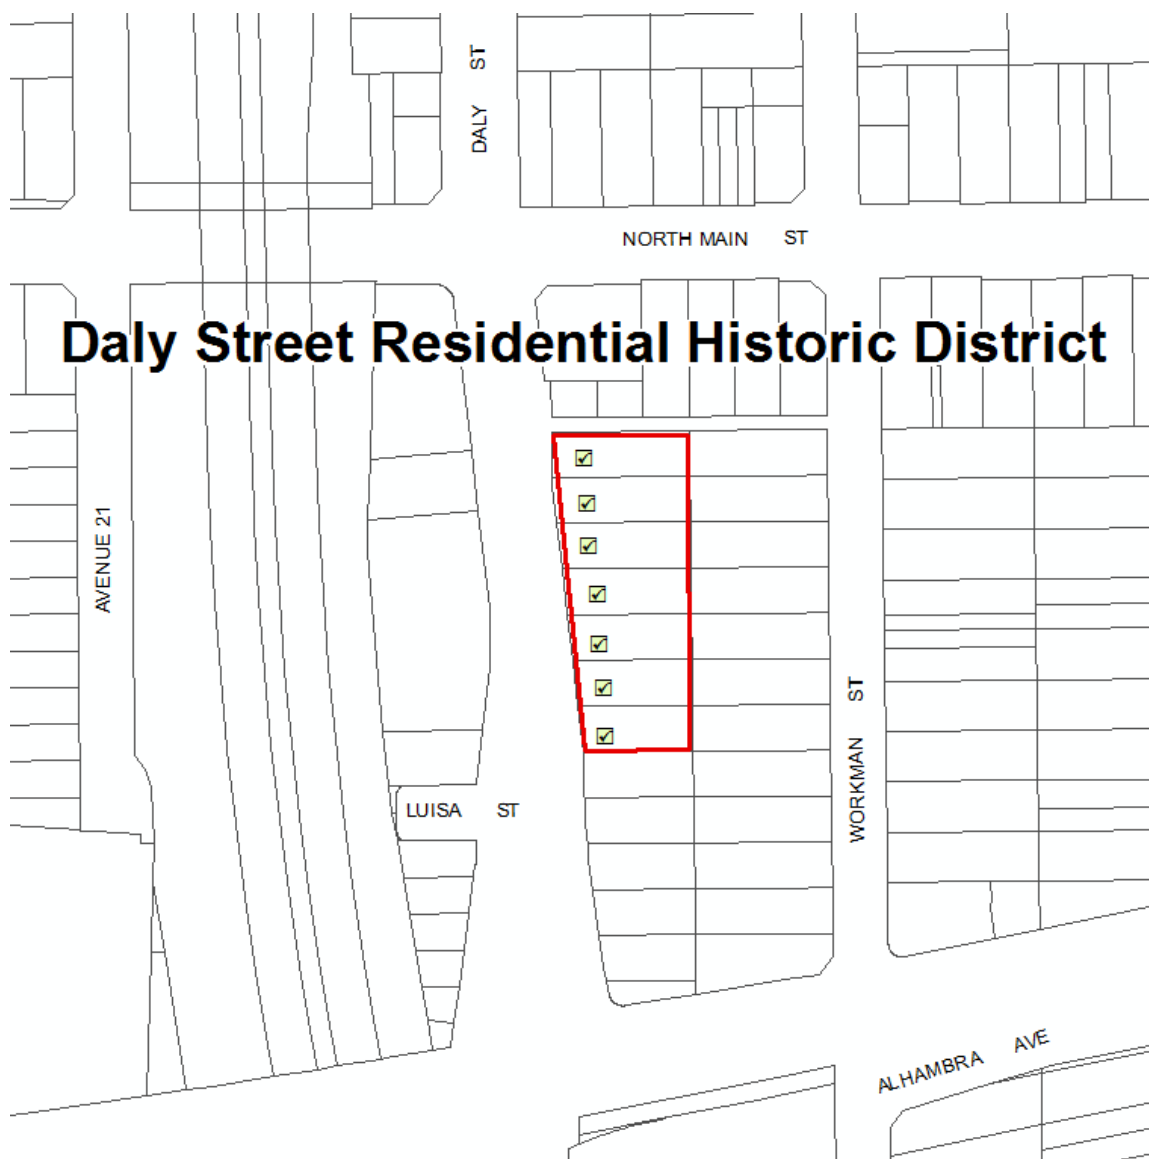 DALY ST
NORTH MAIN ST
Daly Street Residential Historic District
AVENUE 21
WORKMAN ST
LUISA ST
ALHAMBRA AVE